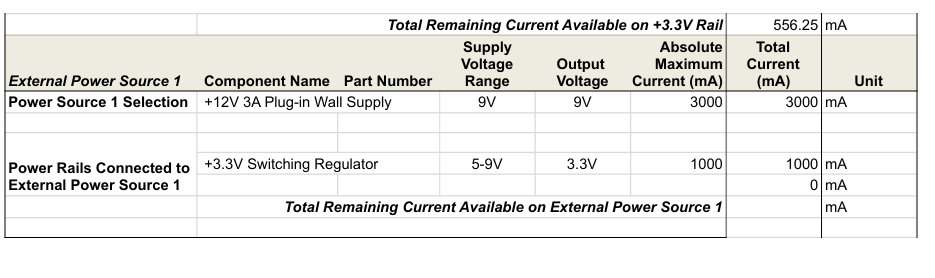 Total Remaining Current Available on +3.3V Rail 556.25 mA
External Power Source 1 Component Name Part Number Supply Voltage Range Output Voltage Absolute Maximum Current (mA) Total Current (mA) Unit
Power Source 1 Selection +12V 3A Plug-in Wall Supply 9V 9V 3000 3000 mA
Power Rails Connected to External Power Source 1 +3.3V Switching Regulator 5-9V 3.3V 1000 1000 mA
0 mA
Total Remaining Current Available on External Power Source 1 mA